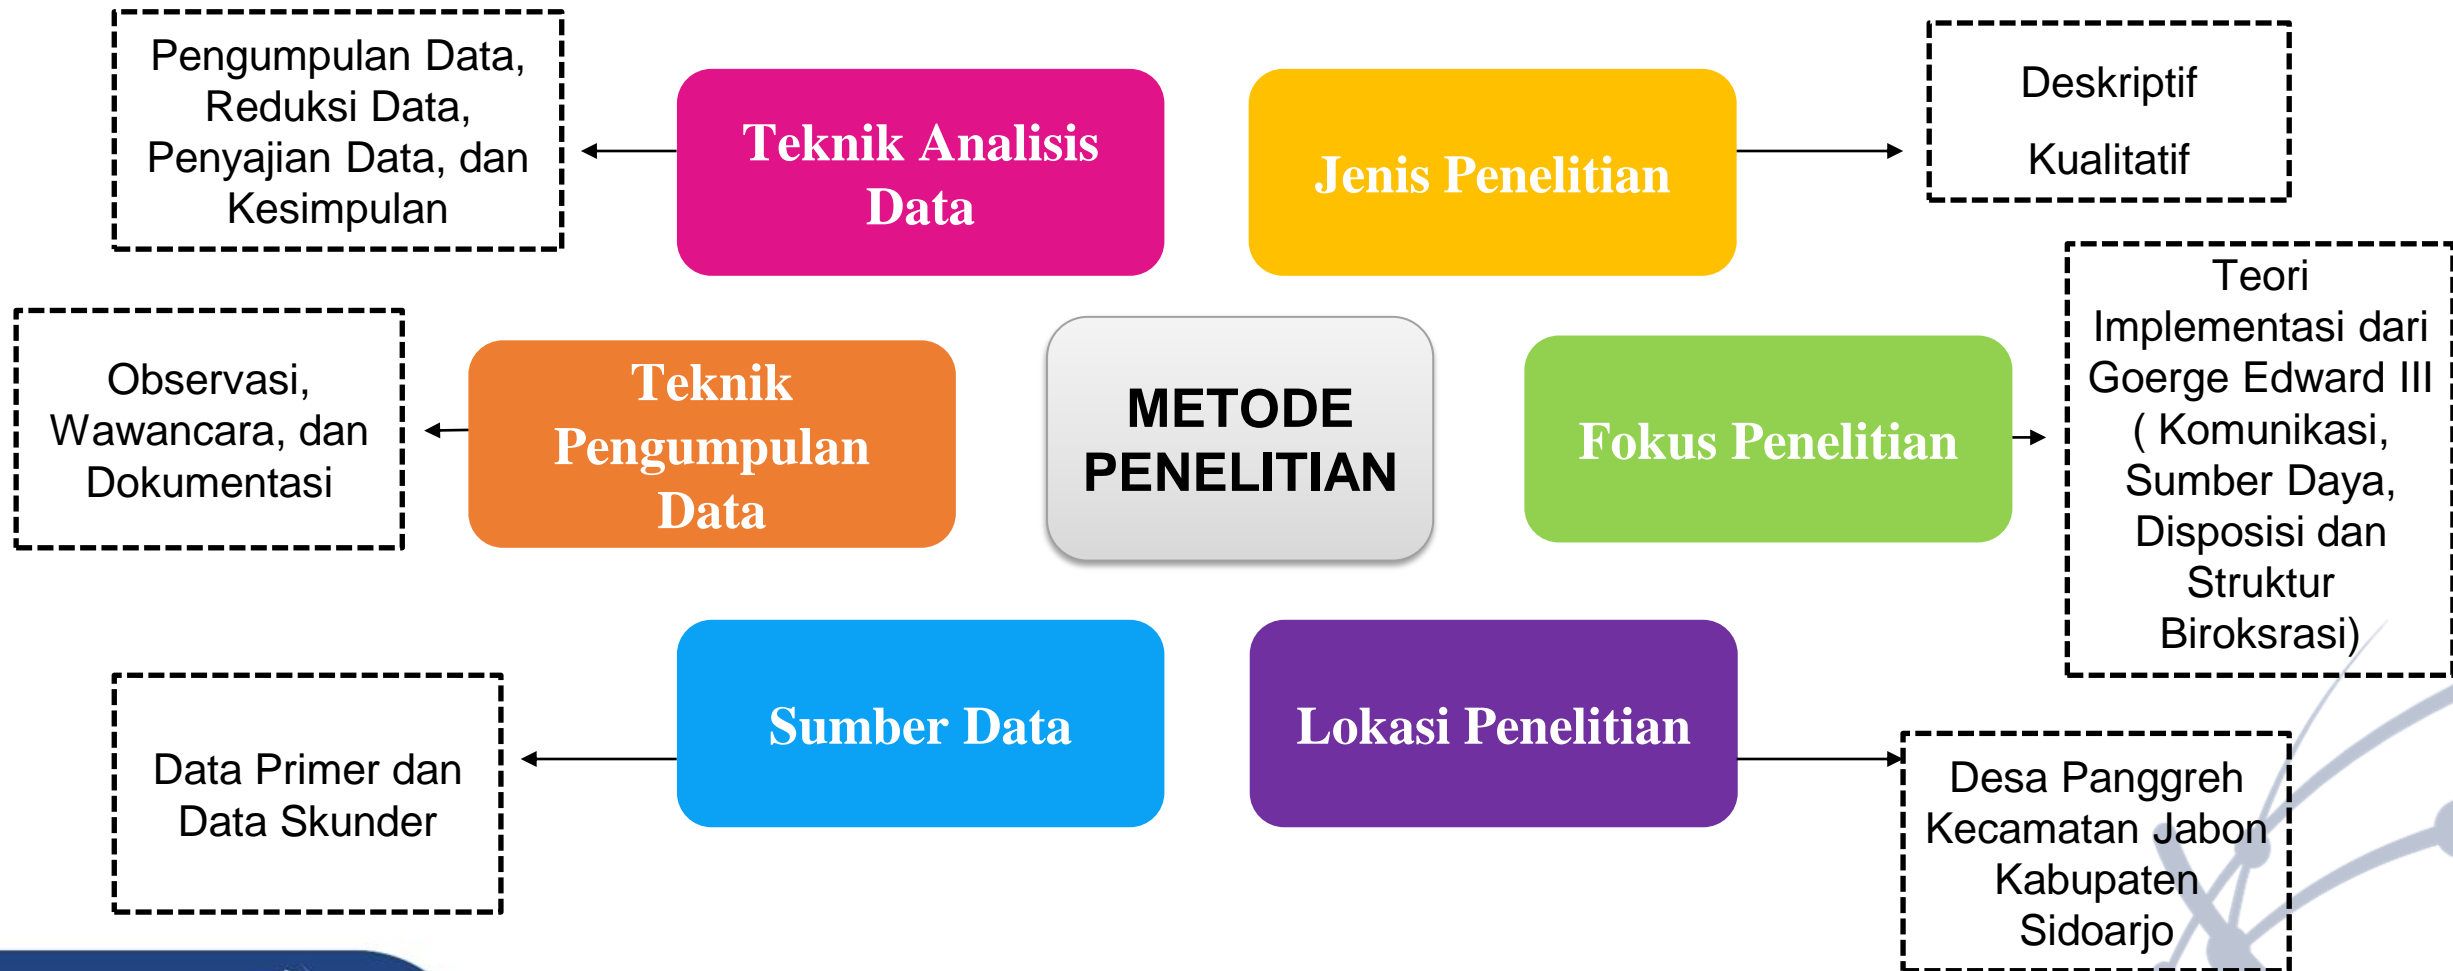 Pengumpulan Data,
Reduksi Data,
Penyajian Data, dan
Kesimpulan
Teknik Analisis
Data
Jenis Penelitian
Deskriptif
Kualitatif
Observasi,
Wawancara, dan
Dokumentasi
Teknik
Pengumpulan
Data
METODE
PENELITIAN
Fokus Penelitian
Teori
Implementasi dari
Goerge Edward III
( Komunikasi,
Sumber Daya,
Disposisi dan
Struktur
Biroksrasi)
Data Primer dan
Data Skunder
Sumber Data
Lokasi Penelitian
Desa Panggreh
Kecamatan Jabon
Kabupaten
Sidoarjo